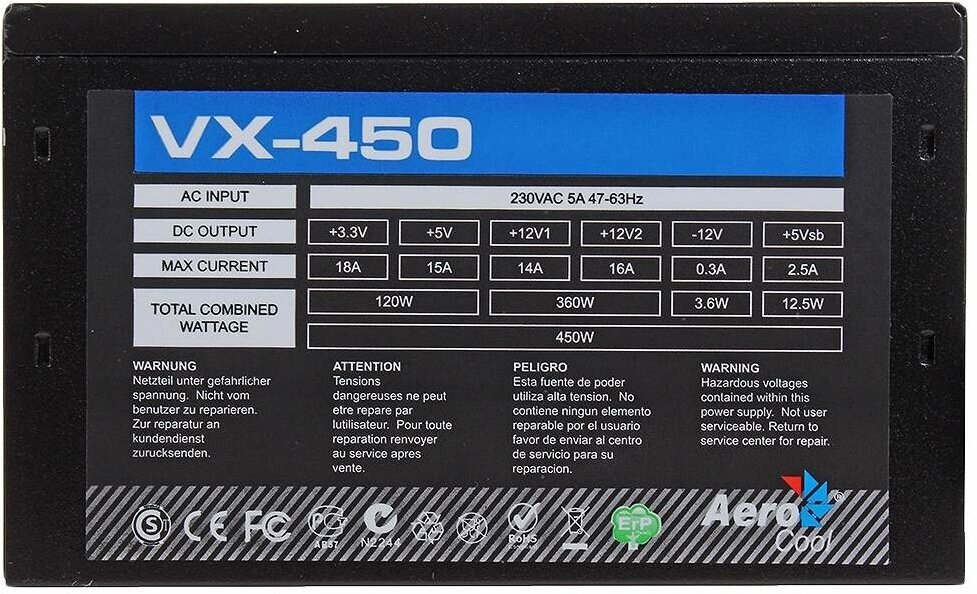 VX-450
AC INPUT 230VAC 5A 47-63Hz
DC OUTPUT +3.3V +5V +12V1 +12V2 -12V +5Vsb
MAX CURRENT 18A 15A 14A 16A 0.3A 2.5A
TOTAL COMBINED
WATTAGE
120W 360W 3.6W 12.5W
450W
WARNUNG
Netzteil unter gefahrlicher
spannung. Nicht vom
benutzer zu reparieren.
Zur reparatur an
kundendienst
zurucksenden.
ATTENTION
Tensions
dangereuses ne peut
etre repare par
lutilisateur. Pour toute
reparation renvoyer
au service apres
vente.
PELIGRO
Esta fuente de poder
utiliza alta tension. No
contiene ningun elemento
reparable por el usuario
favor de enviar al centro
de servicio para su
reparacion.
WARNING
Hazardous voltages
contained within this
power supply. Not user
serviceable. Return to
service center for repair.
S CE FC PC RoHS ErP
AB57 N2244 COMPLIANT
Aero
Cool ®